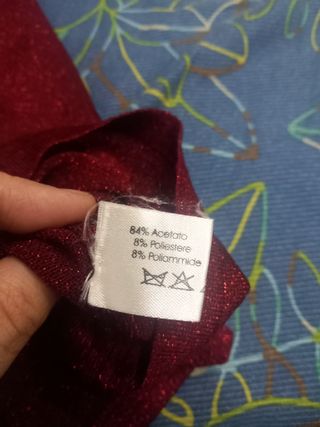 84% Acetato
8% Poliestere
8% Poliammide